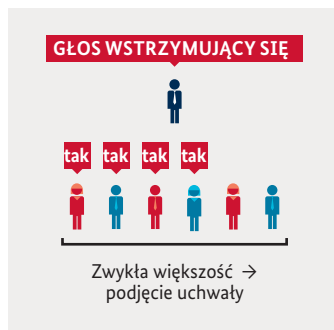 GŁOS WSTRZYMUJĄCY SIĘ
tak tak tak tak
Zwykła większość →
podjęcie uchwały